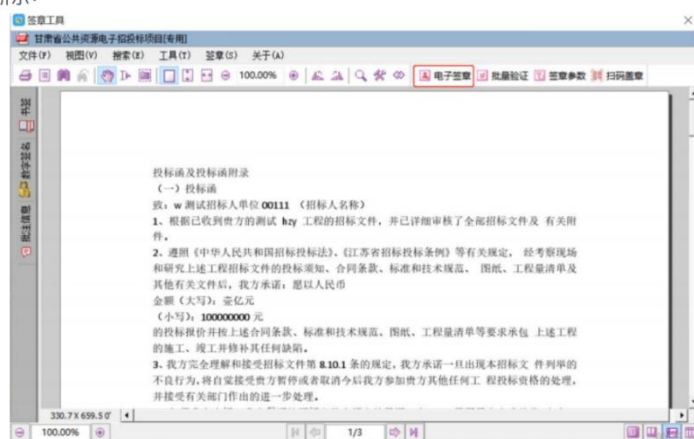 签章工具
甘肃省公共资源电子招投标项目[专用]
文件(F) 视图(V) 搜索(E) 工具(T) 签章(S) 关于(A)
100.00% 电子签章 批量验证 签章参数 扫码盖章
书签
数字签名
批注信息
投标函及投标函附录
（一）投标函
致：w 测试招标人单位 00111 （招标人名称）
1、根据已收到贵方的测试 hzy 工程的招标文件，并已详细审核了全部招标文件及 有关附
件。
2、遵照《中华人民共和国招标投标法》、《江苏省招标投标条例》等有关规定， 经考察现场
和研究上述工程招标文件的投标须知、合同条款、标准和技术规范、 图纸、工程量清单及
其他有关文件后，我方承诺：愿以人民币
金额（大写）：壹亿元
（小写）：100000000 元
的投标报价并按上述合同条款、标准和技术规范、图纸、工程量清单等要求承包 上述工程
的施工、竣工并修补其任何缺陷。
3、我方完全理解和接受招标文件第 8.10.1 条的规定，我方承诺一旦出现本招标文 件列举的
不良行为，将自觉接受贵方暂停或者取消今后我方参加贵方其他任何工 程投标资格的处理，
并接受有关部门作出的进一步处理。
330.7 X 659.5 0'
100.00% 1/3